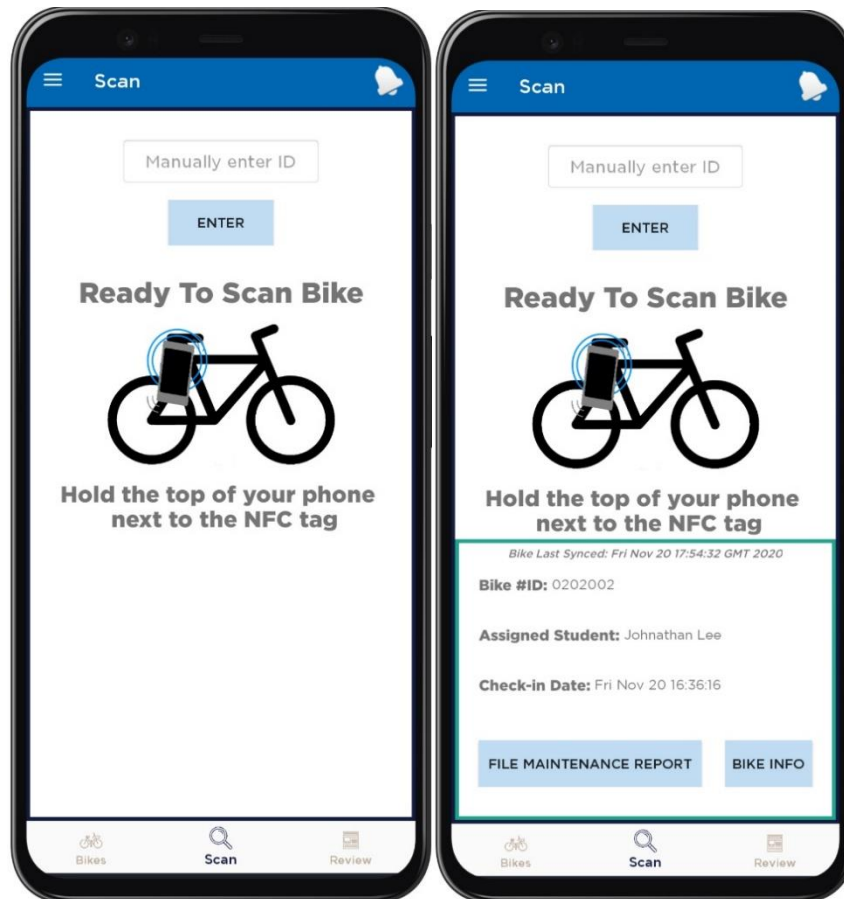 Scan
Manually enter ID
ENTER
Ready To Scan Bike
Hold the top of your phone
next to the NFC tag
Bikes
Scan
Review
Scan
Manually enter ID
ENTER
Ready To Scan Bike
Hold the top of your phone
next to the NFC tag
Bike Last Synced: Fri Nov 20 17:54:32 GMT 2020
Bike #ID: 0202002
Assigned Student: Johnathan Lee
Check-in Date: Fri Nov 20 16:36:16
FILE MAINTENANCE REPORT
BIKE INFO
Bikes
Scan
Review